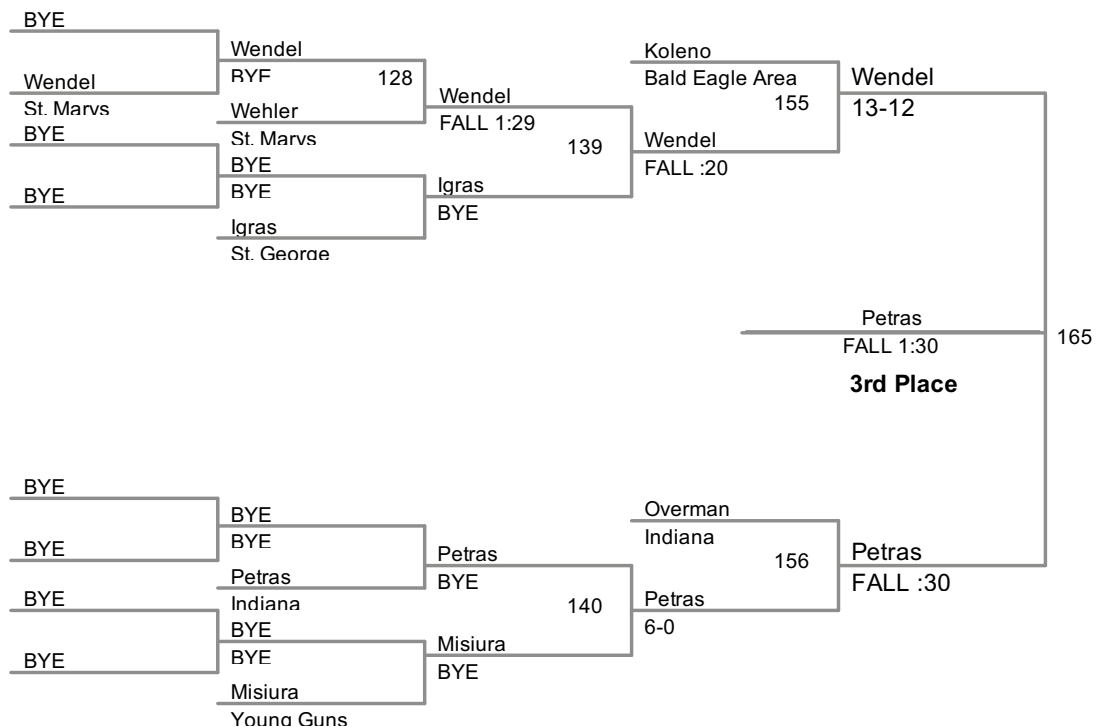 BYE
Wendel
BYE
128
Koleno
Bald Eagle Area
155
Wendel
13-12
Wendel
St. Marys
Wehler
St. Marys
Wendel
FALL 1:29
139
Wendel
FALL :20
BYE
BYE
BYE
BYE
Igras
BYE
Igras
St. George
Petras
FALL 1:30
165
3rd Place
BYE
BYE
BYE
BYE
Petras
Indiana
Petras
BYE
140
Overman
Indiana
156
Petras
FALL :30
Petras
6-0
BYE
BYE
BYE
BYE
Misiura
BYE
Misiura
Young Guns